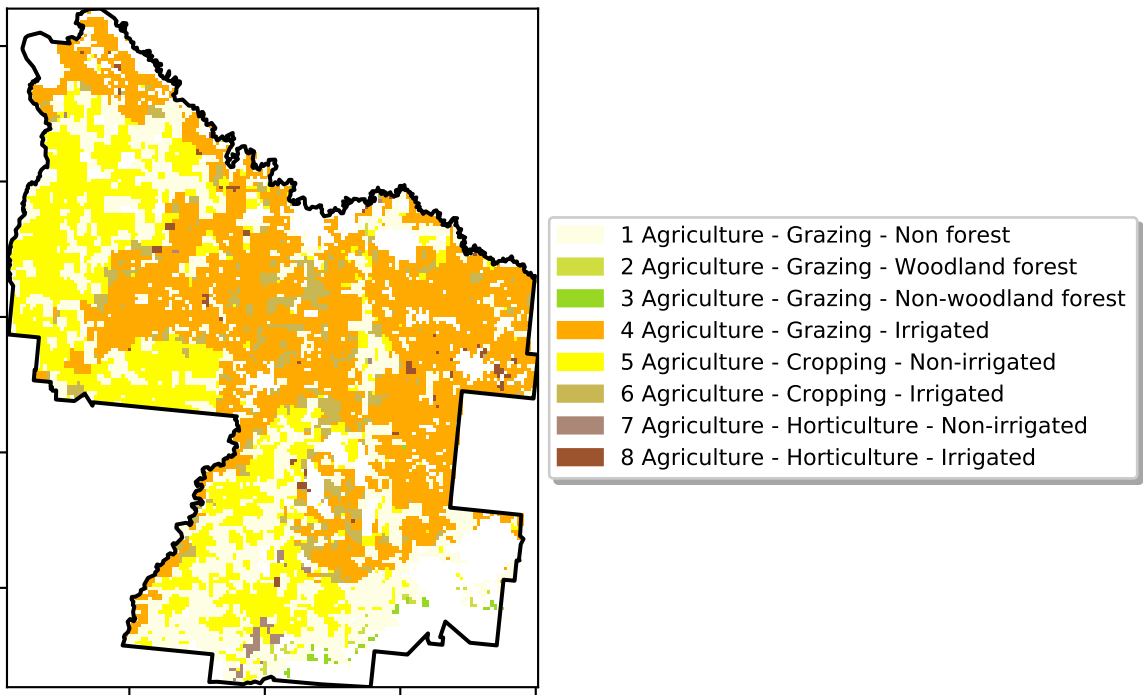 1 Agriculture - Grazing - Non forest
2 Agriculture - Grazing - Woodland forest
3 Agriculture - Grazing - Non-woodland forest
4 Agriculture - Grazing - Irrigated
5 Agriculture - Cropping - Non-irrigated
6 Agriculture - Cropping - Irrigated
7 Agriculture - Horticulture - Non-irrigated
8 Agriculture - Horticulture - Irrigated